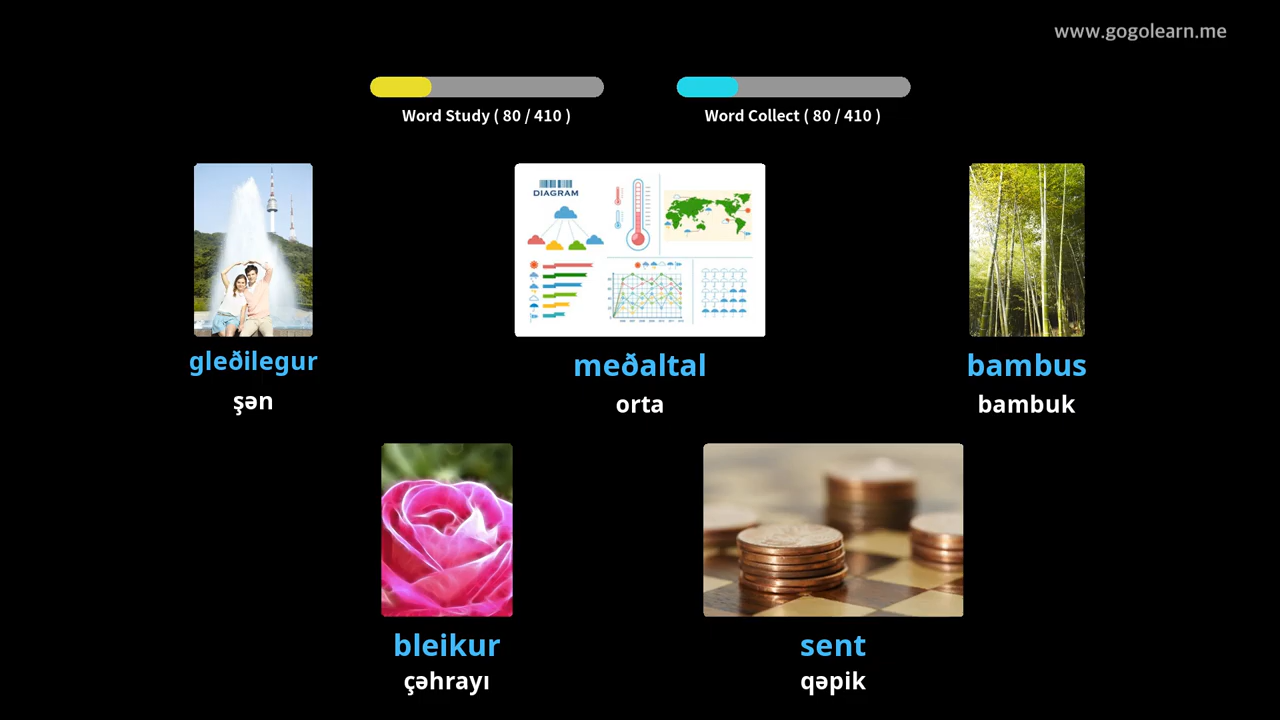 www.gogolearn.me
Word Study ( 80 / 410 )
Word Collect ( 80 / 410 )
DIAGRAM
gleðilegur
meðaltal
bambus
şən
orta
bambuk
bleikur
sent
çəhrayı
qəpik